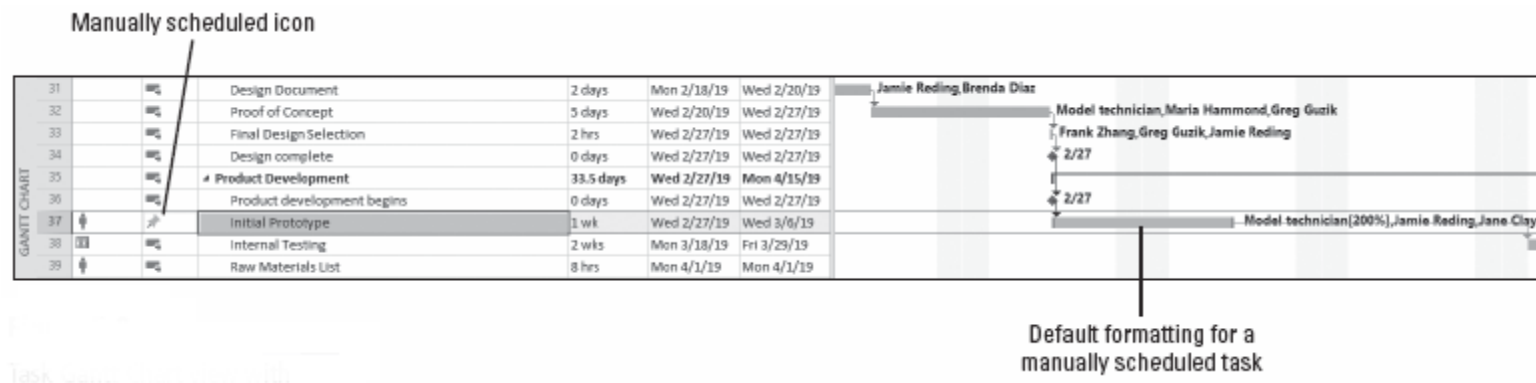 Manually scheduled icon
GANTT CHART
31 Design Document 2 days Mon 2/18/19 Wed 2/20/19 Jamie Reding,Brenda Diaz
32 Proof of Concept 5 days Wed 2/20/19 Wed 2/27/19 Model technician,Maria Hammond,Greg Guzik
33 Final Design Selection 2 hrs Wed 2/27/19 Wed 2/27/19 Frank Zhang,Greg Guzik,Jamie Reding
34 Design complete 0 days Wed 2/27/19 Wed 2/27/19 2/27
35 Product Development 33.5 days Wed 2/27/19 Mon 4/15/19
36 Product development begins 0 days Wed 2/27/19 Wed 2/27/19 2/27
37 Initial Prototype 1 wk Wed 2/27/19 Wed 3/6/19 Model technician[200%],Jamie Reding,Jane Clay
38 Internal Testing 2 wks Mon 3/18/19 Fri 3/29/19
39 Raw Materials List 8 hrs Mon 4/1/19 Mon 4/1/19
Default formatting for a
manually scheduled task